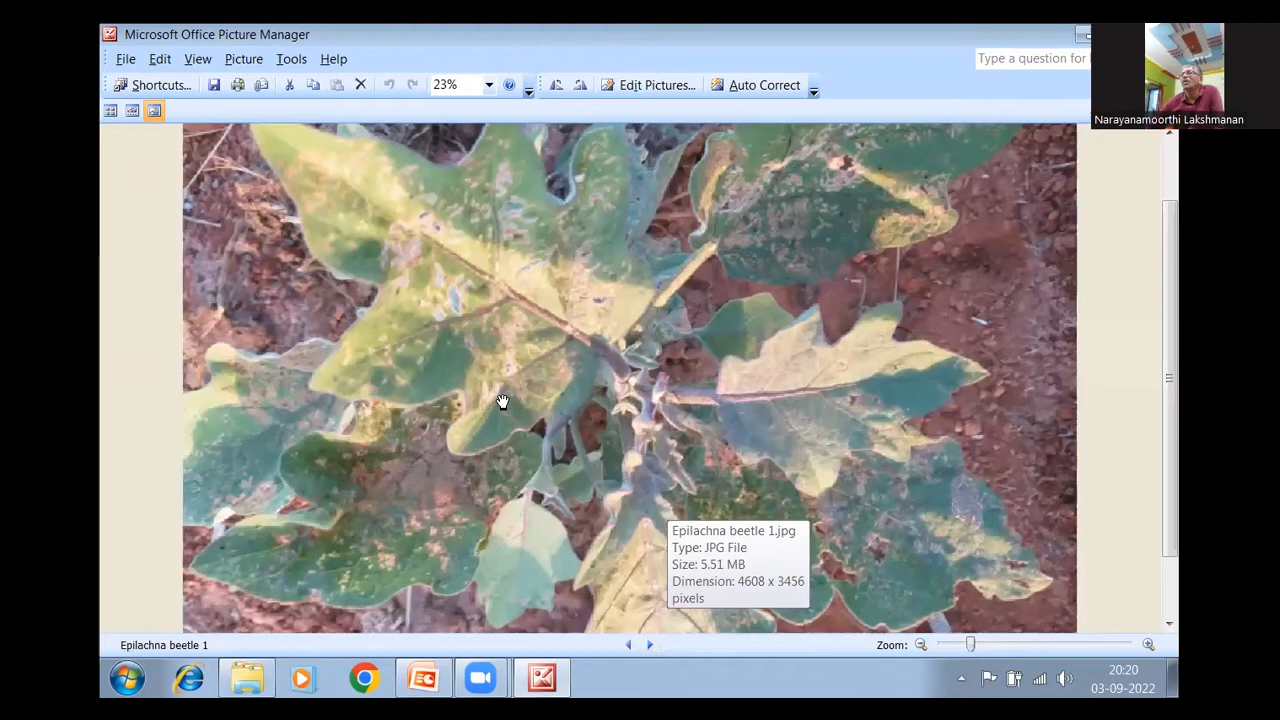 Microsoft Office Picture Manager
File Edit View Picture Tools Help
Type a question for
Shortcuts...
23%
Edit Pictures...
Auto Correct
Narayanamoorthi Lakshmanan
Epilachna beetle 1.jpg
Type: JPG File
Size: 5.51 MB
Dimension: 4608 x 3456
pixels
Epilachna beetle 1
Zoom:
20:20
03-09-2022